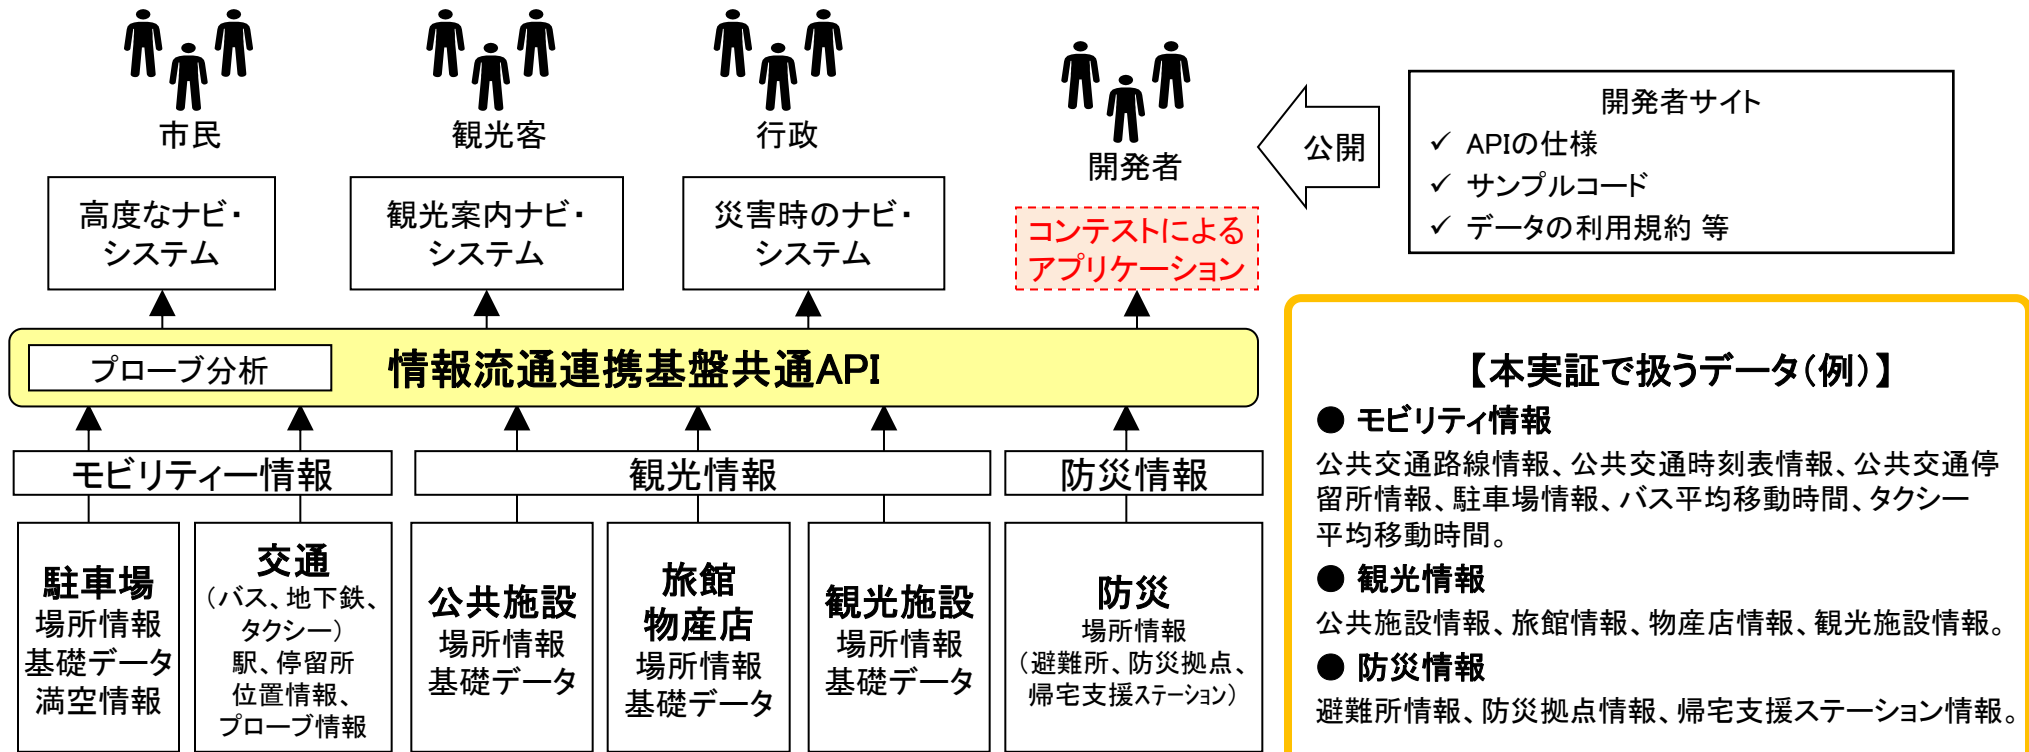 市民
観光客
行政
開発者
公開
開発者サイト
✓ APIの仕様
✓ サンプルコード
✓ データの利用規約 等
高度なナビ・
システム
観光案内ナビ・
システム
災害時のナビ・
システム
コンテストによる
アプリケーション
プローブ分析
情報流通連携基盤共通API
モビリティー情報
観光情報
防災情報
駐車場
場所情報
基礎データ
満空情報
交通
（バス、地下鉄、
タクシー）
駅、停留所
位置情報、
プローブ情報
公共施設
場所情報
基礎データ
旅館
物産店
場所情報
基礎データ
観光施設
場所情報
基礎データ
防災
場所情報
（避難所、防災拠点、
帰宅支援ステーション）
【本実証で扱うデータ（例）】
● モビリティ情報
公共交通路線情報、公共交通時刻表情報、公共交通停
留所情報、駐車場情報、バス平均移動時間、タクシー
平均移動時間。
● 観光情報
公共施設情報、旅館情報、物産店情報、観光施設情報。
● 防災情報
避難所情報、防災拠点情報、帰宅支援ステーション情報。